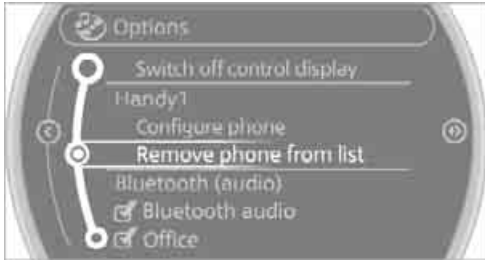 Options
Switch off control display
Handy1
Configure phone
Remove phone from list
Bluetooth (audio)
Bluetooth audio
Office